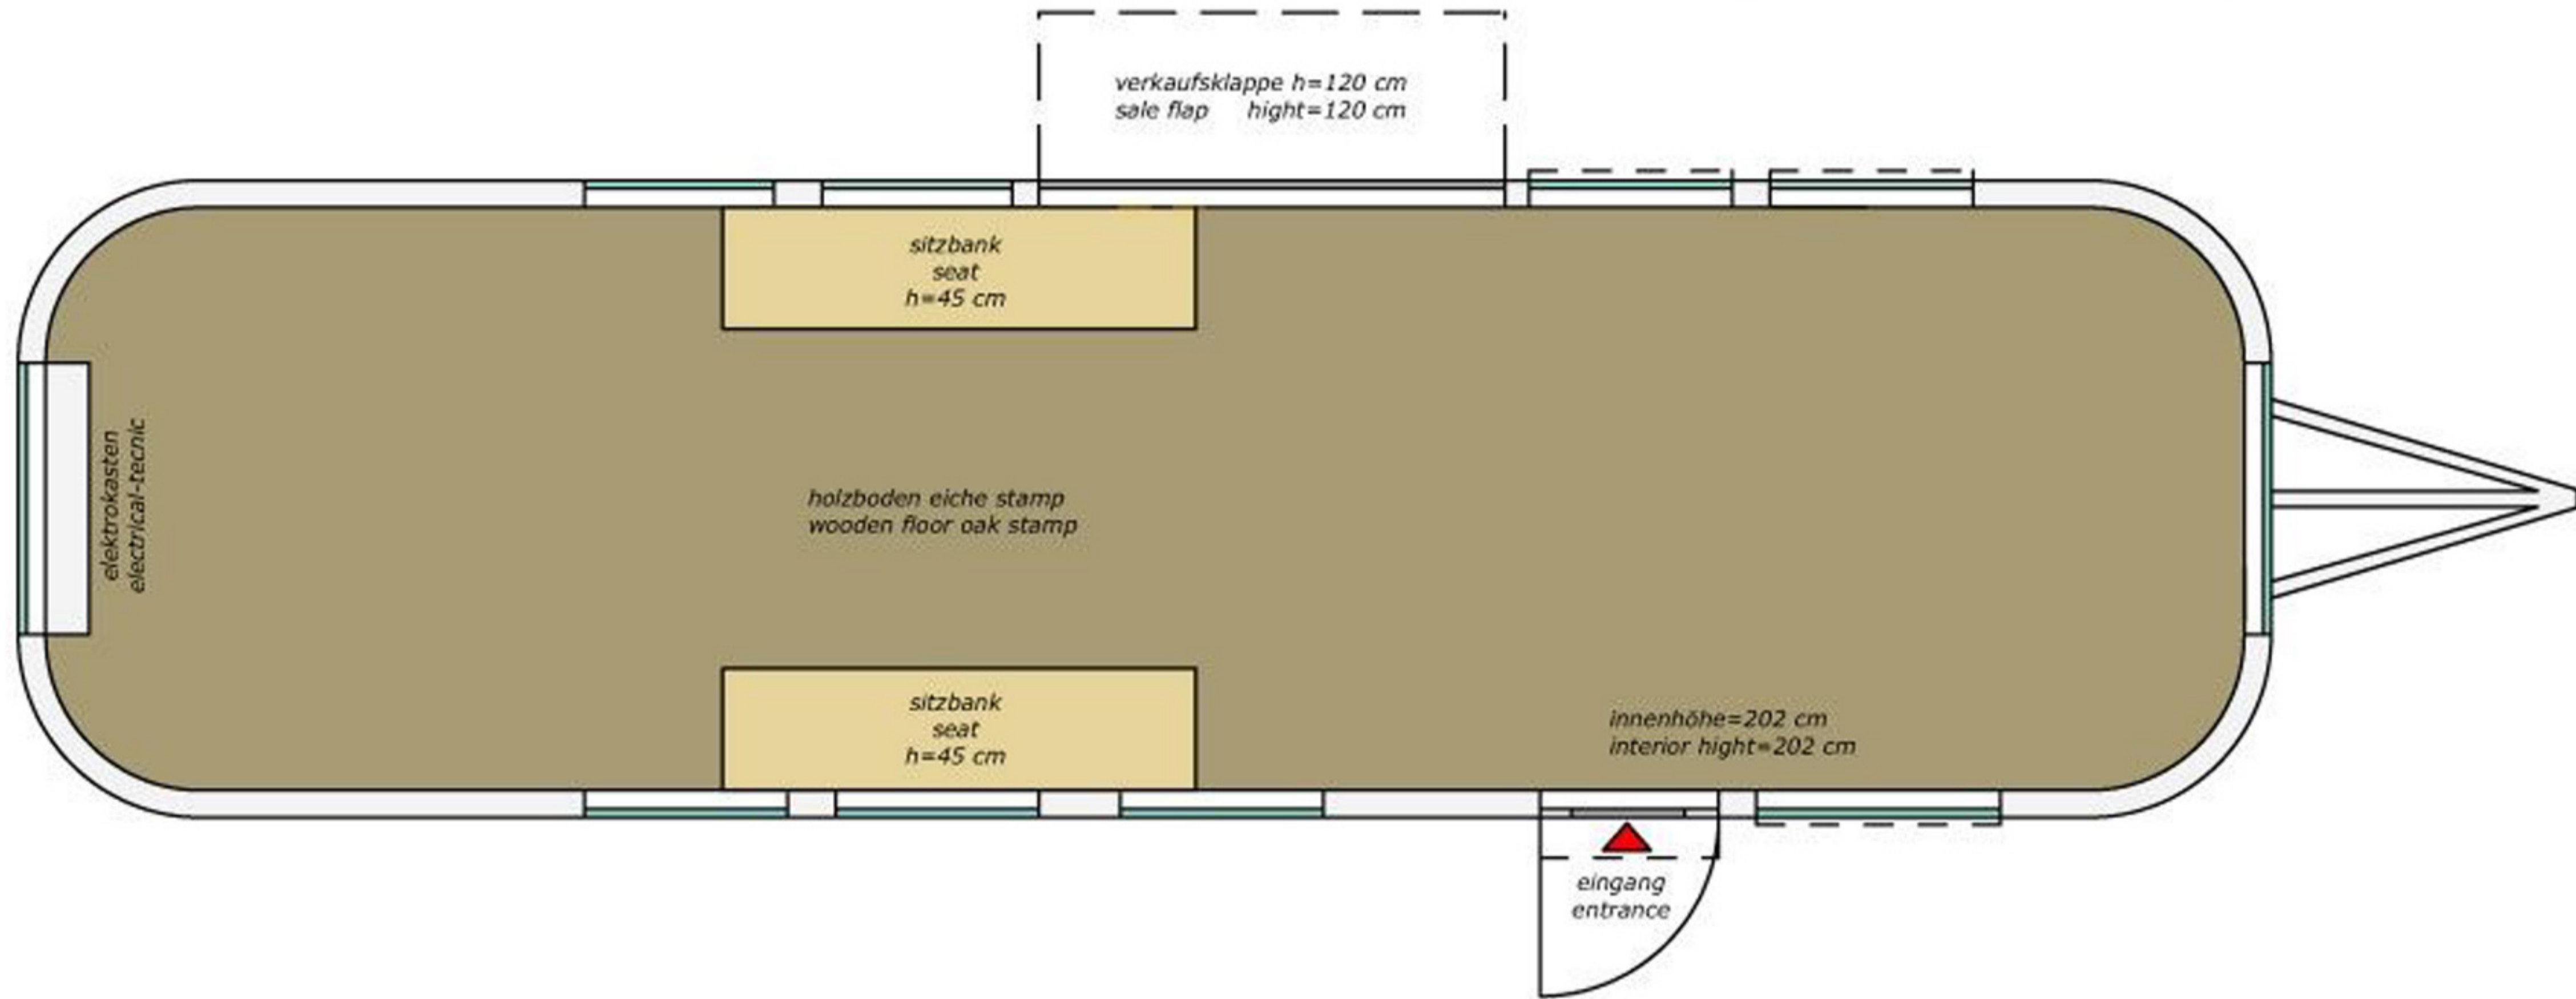 verkaufsklappe h=120 cm
sale flap hight=120 cm
sitzbank
seat
h=45 cm
elektrokasten
electrical-tecnic
holzboden eiche stamp
wooden floor oak stamp
sitzbank
seat
h=45 cm
innenhöhe=202 cm
interior hight=202 cm
eingang
entrance